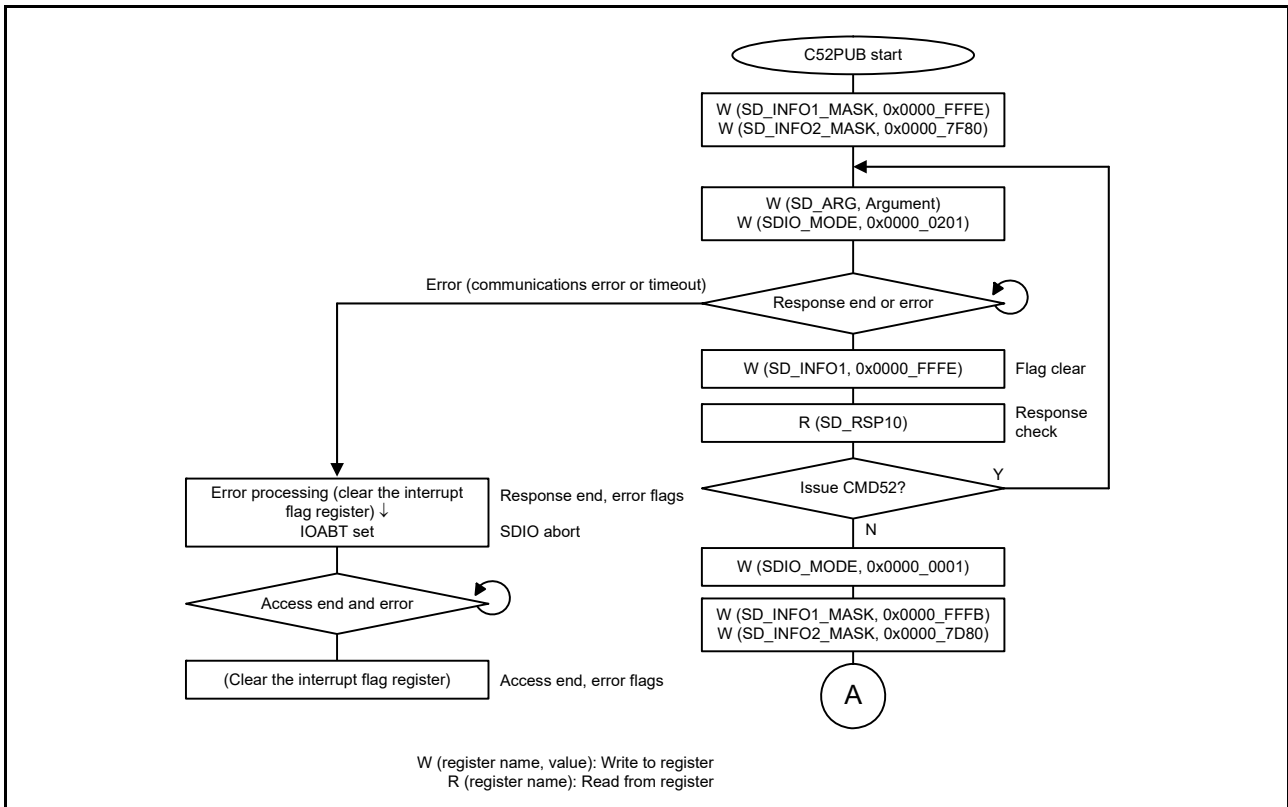 C52PUB start
W (SD_INFO1_MASK, 0x0000_FFFE)
W (SD_INFO2_MASK, 0x0000_7F80)
W (SD_ARG, Argument)
W (SDIO_MODE, 0x0000_0201)
Error (communications error or timeout)
Response end or error
W (SD_INFO1, 0x0000_FFFE)
Flag clear
R (SD_RSP10)
Response
check
Issue CMD52?
Y
N
Error processing (clear the interrupt
flag register) ↓
IOABT set
Response end, error flags
SDIO abort
Access end and error
(Clear the interrupt flag register)
Access end, error flags
W (SDIO_MODE, 0x0000_0001)
W (SD_INFO1_MASK, 0x0000_FFFB)
W (SD_INFO2_MASK, 0x0000_7D80)
A
W (register name, value): Write to register
R (register name): Read from register